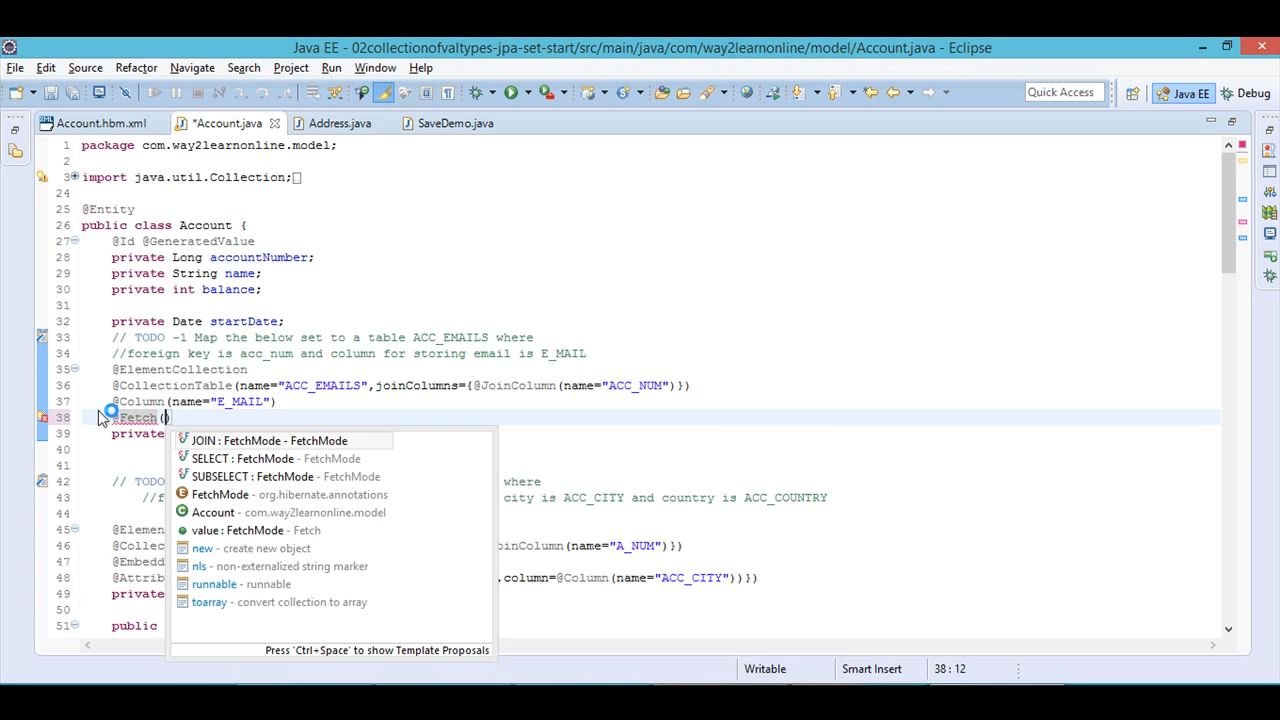 Java EE - 02collectionofvaltypes-jpa-set-start/src/main/java/com/way2learnonline/model/Account.java - Eclipse
File Edit Source Refactor Navigate Search Project Run Window Help
Quick Access Java EE Debug
Account.hbm.xml *Account.java Address.java SaveDemo.java
1 package com.way2learnonline.model;
2
3 import java.util.Collection;
24
25 @Entity
26 public class Account {
27 @Id @GeneratedValue
28 private Long accountNumber;
29 private String name;
30 private int balance;
31
32 private Date startDate;
33 // TODO -1 Map the below set to a table ACC_EMAILS where
34 //foreign key is acc_num and column for storing email is E_MAIL
35 @ElementCollection
36 @CollectionTable(name="ACC_EMAILS",joinColumns={@JoinColumn(name="ACC_NUM")})
37 @Column(name="E_MAIL")
38 @Fetch()
39 private
40
41
42 // TODO where
43 //f city is ACC_CITY and country is ACC_COUNTRY
44
45 @Elemen
46 @Collec oinColumn(name="A_NUM")})
47 @Embedd
48 @Attrib ,column=@Column(name="ACC_CITY"))})
49 private
50
51 public
JOIN : FetchMode - FetchMode
SELECT : FetchMode - FetchMode
SUBSELECT : FetchMode - FetchMode
FetchMode - org.hibernate.annotations
Account - com.way2learnonline.model
value : FetchMode - Fetch
new - create new object
nls - non-externalized string marker
runnable - runnable
toarray - convert collection to array
Press 'Ctrl+Space' to show Template Proposals
Writable Smart Insert 38 : 12